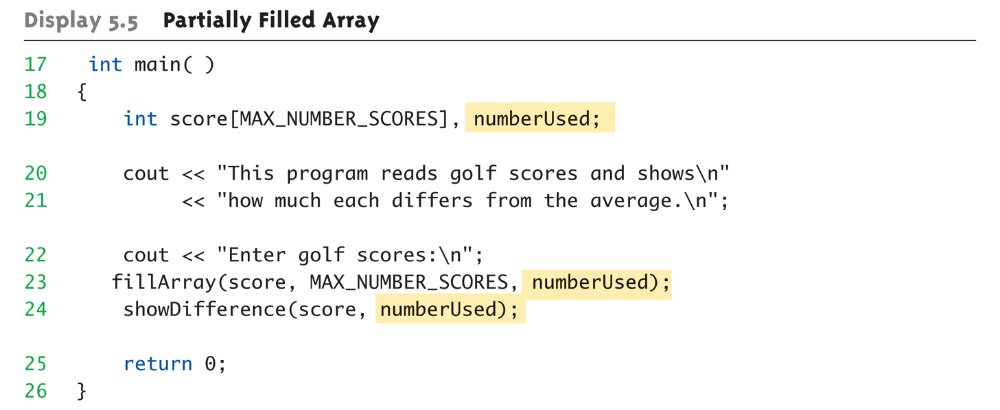 Display 5.5 Partially Filled Array
17 int main( )
18 {
19 int score[MAX_NUMBER_SCORES], numberUsed;
20 cout << "This program reads golf scores and shows\n"
21 << "how much each differs from the average.\n";
22 cout << "Enter golf scores:\n";
23 fillArray(score, MAX_NUMBER_SCORES, numberUsed);
24 showDifference(score, numberUsed);
25 return 0;
26 }